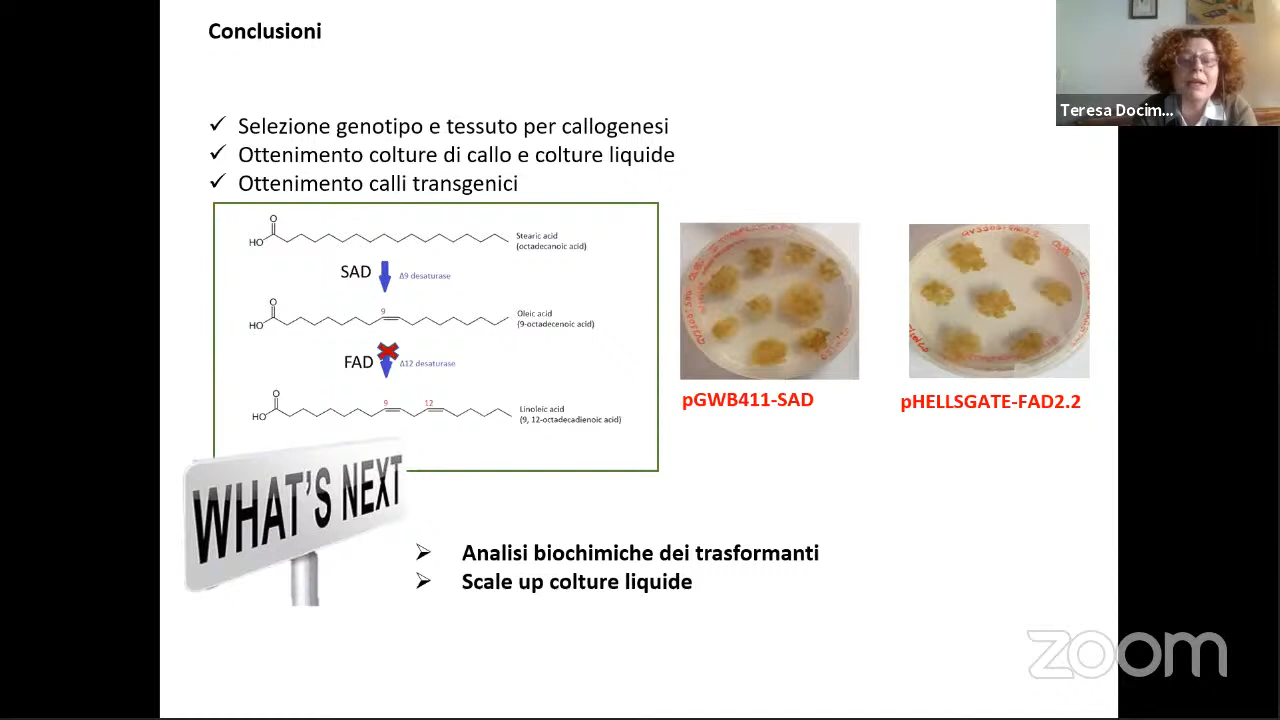 Conclusioni
Teresa Docim...
✓ Selezione genotipo e tessuto per callogenesi
✓ Ottenimento colture di callo e colture liquide
✓ Ottenimento calli transgenici
O
HO
Stearic acid
(octadecanoic acid)
SAD
Δ9 desaturase
O
HO
9
Oleic acid
(9-octadecenoic acid)
FAD
Δ12 desaturase
O
HO
9
12
Linoleic acid
(9, 12-octadecadienoic acid)
pGWB411-SAD
pHELLSGATE-FAD2.2
WHAT'S NEXT
➢ Analisi biochimiche dei trasformanti
➢ Scale up colture liquide
zoom